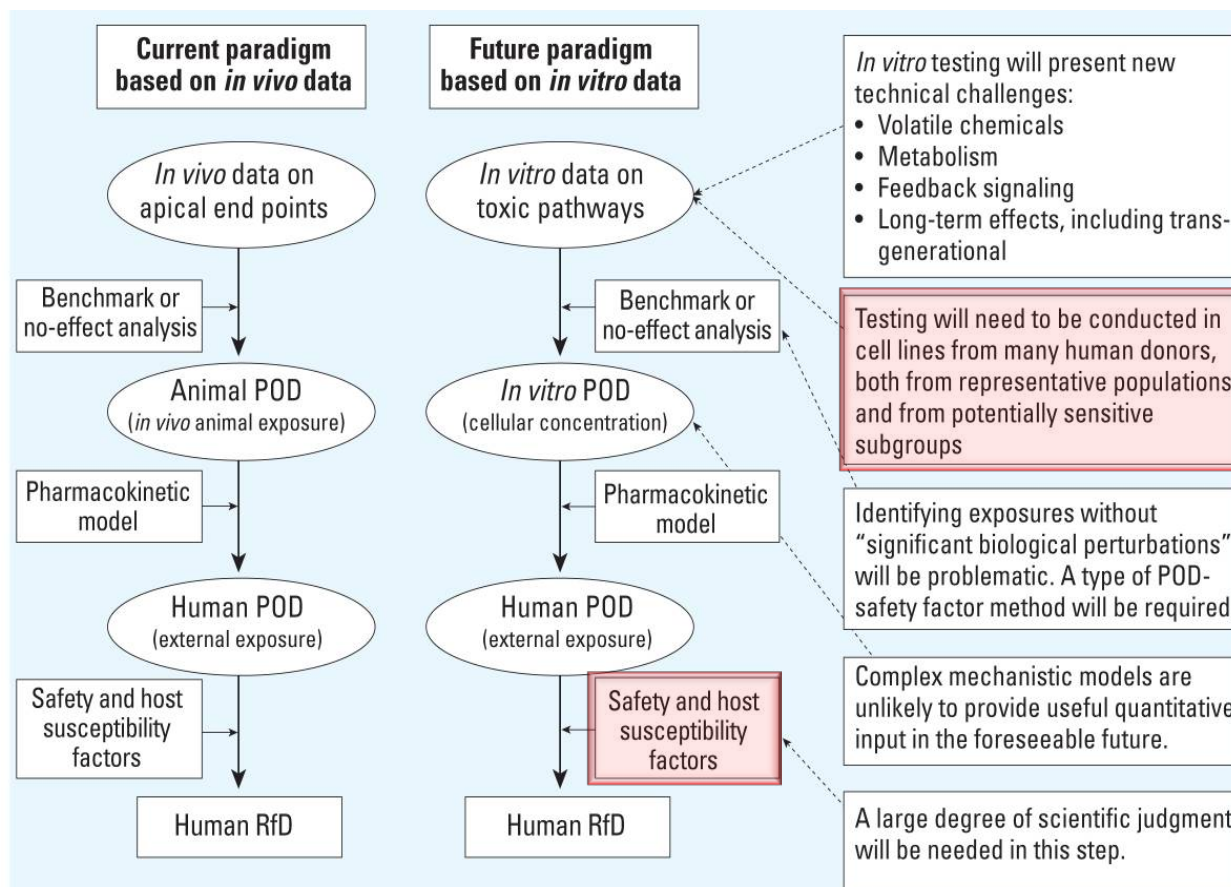 Current paradigm
based on in vivo data
In vivo data on
apical end points
Benchmark or
no-effect analysis
Animal POD
(in vivo animal exposure)
Pharmacokinetic
model
Human POD
(external exposure)
Safety and host
susceptibility
factors
Human RfD
Future paradigm
based on in vitro data
In vitro data on
toxic pathways
Benchmark or
no-effect analysis
In vitro POD
(cellular concentration)
Pharmacokinetic
model
Human POD
(external exposure)
Safety and host
susceptibility
factors
Human RfD
In vitro testing will present new
technical challenges:
• Volatile chemicals
• Metabolism
• Feedback signaling
• Long-term effects, including trans-
generational
Testing will need to be conducted in
cell lines from many human donors,
both from representative populations
and from potentially sensitive
subgroups
Identifying exposures without
“significant biological perturbations”
will be problematic. A type of POD-
safety factor method will be required
Complex mechanistic models are
unlikely to provide useful quantitative
input in the foreseeable future.
A large degree of scientific judgment
will be needed in this step.